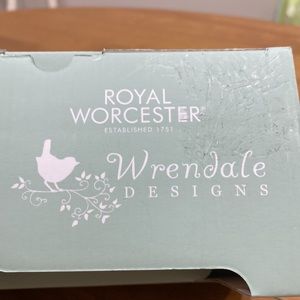 ROYAL
WORCESTER®
ESTABLISHED 1751
Wrendale
DESIGNS